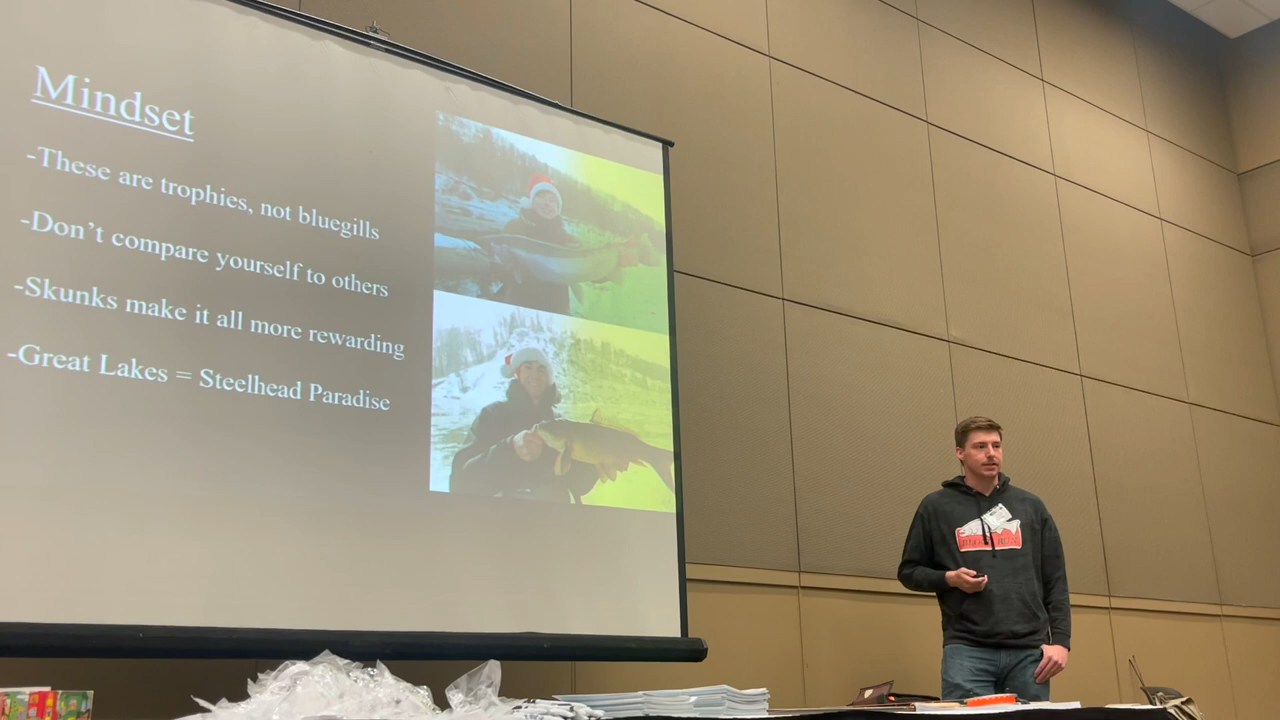 Mindset
-These are trophies, not bluegills
-Don’t compare yourself to others
-Skunks make it all more rewarding
-Great Lakes = Steelhead Paradise